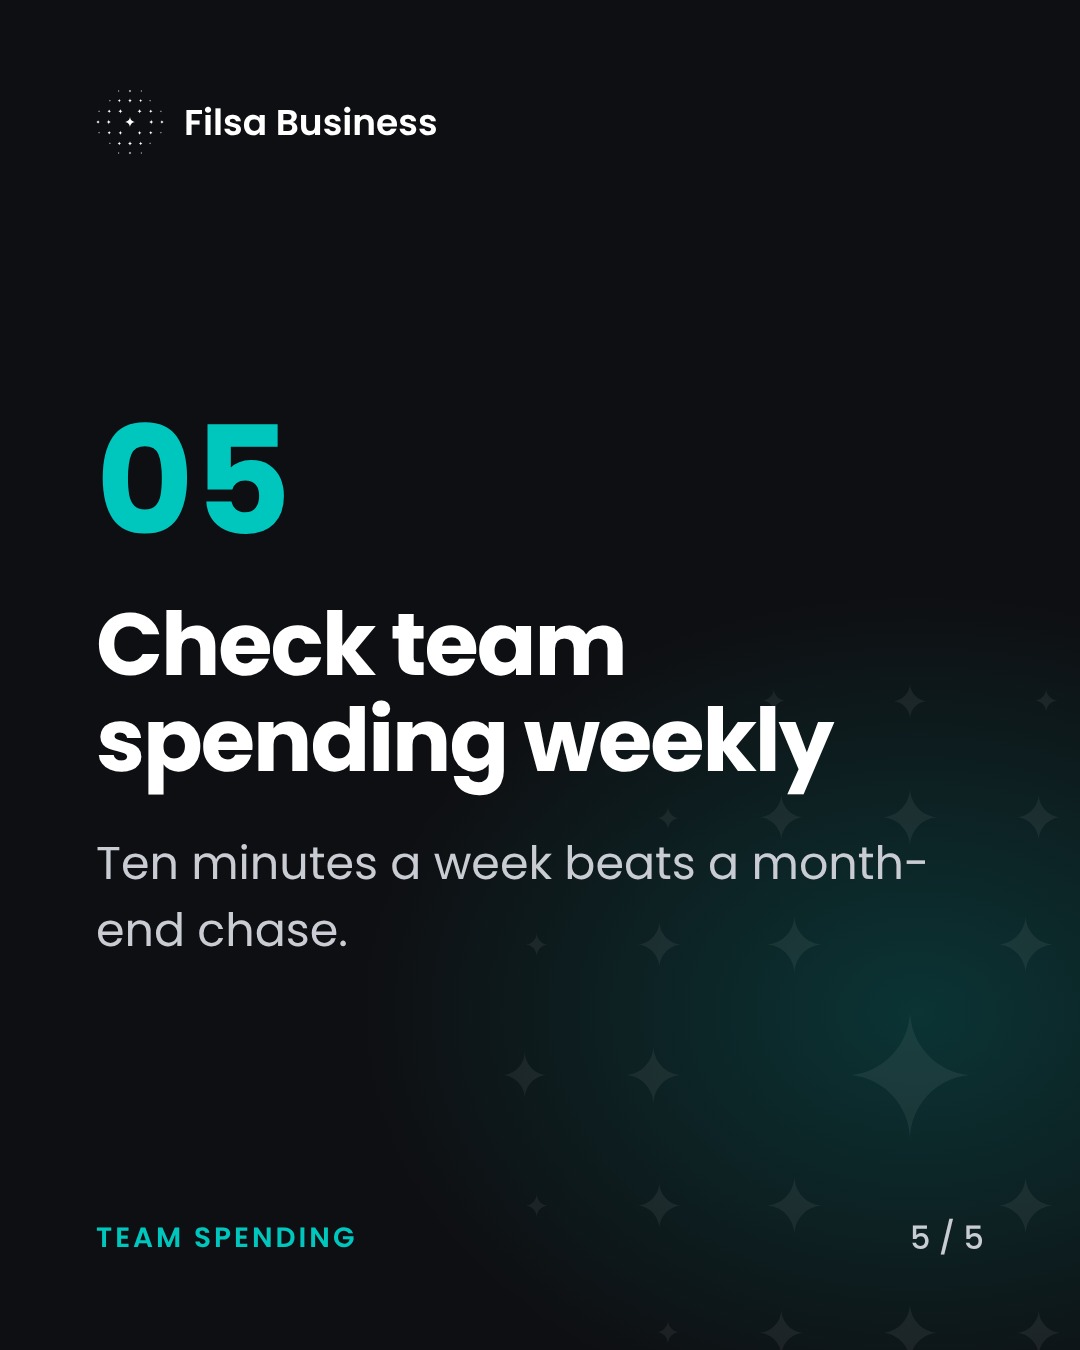 Filsa Business
05
Check team
spending weekly
Ten minutes a week beats a month-
end chase.
TEAM SPENDING
5 / 5